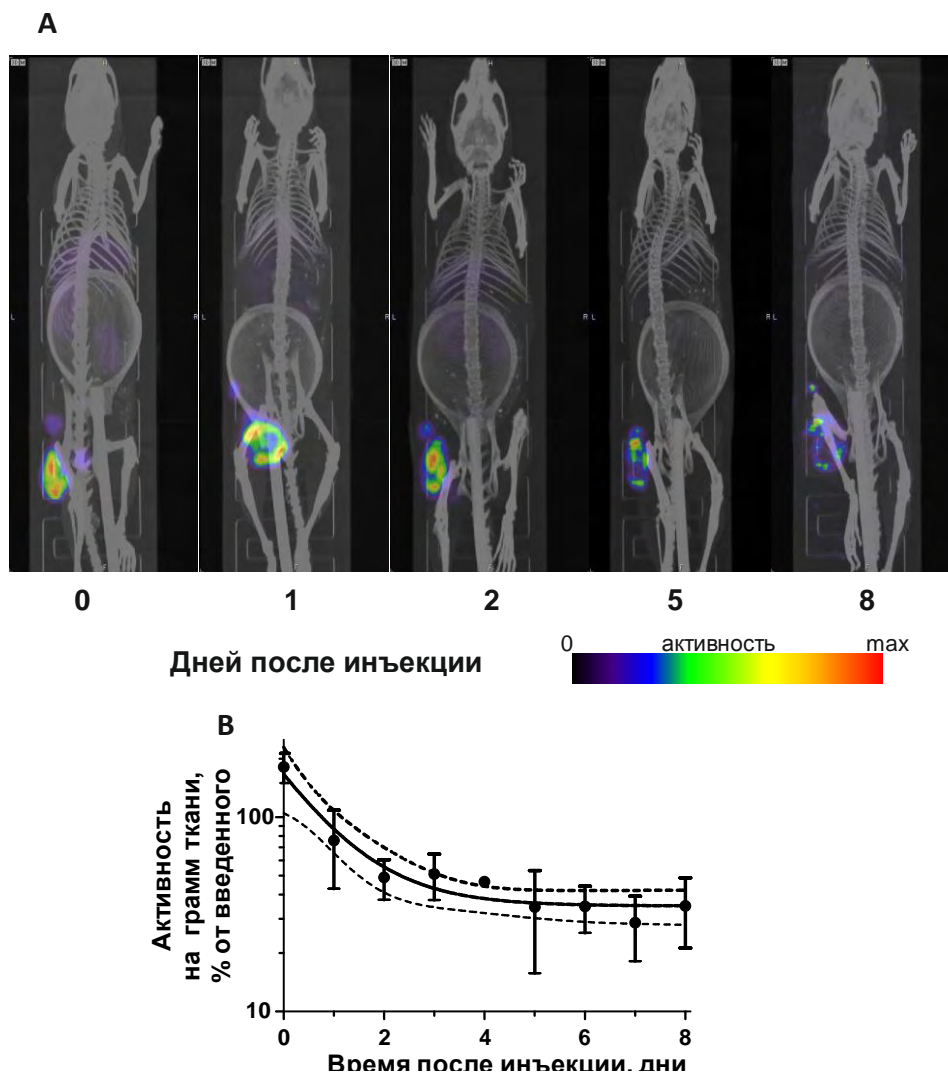 A
R L
R L
R L
R L
0 1 2 5 8
Дней после инъекции
0 активность max
B
Активность
на грамм ткани,
% от введенного
100
10
0 2 4 6 8
Время после инъекции, дни